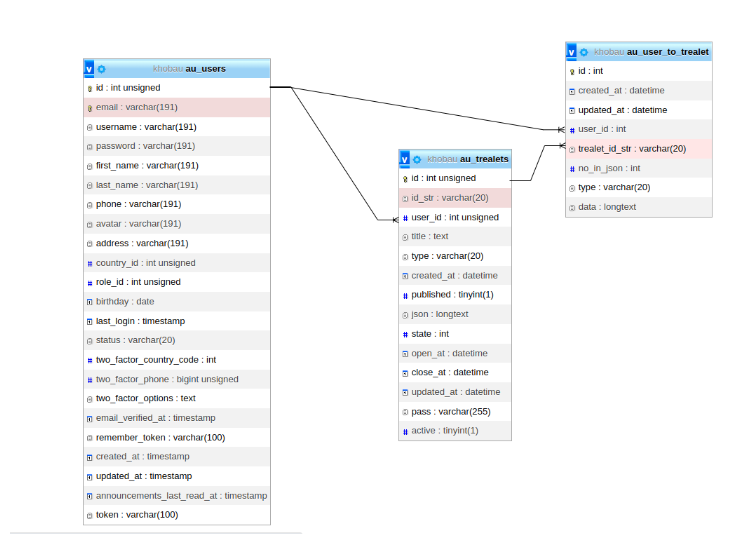 khobau au_users
id : int unsigned
email : varchar(191)
username : varchar(191)
password : varchar(191)
first_name : varchar(191)
last_name : varchar(191)
phone : varchar(191)
avatar : varchar(191)
address : varchar(191)
country_id : int unsigned
role_id : int unsigned
birthday : date
last_login : timestamp
status : varchar(20)
two_factor_country_code : int
two_factor_phone : bigint unsigned
two_factor_options : text
email_verified_at : timestamp
remember_token : varchar(100)
created_at : timestamp
updated_at : timestamp
announcements_last_read_at : timestamp
token : varchar(100)
khobau au_trealets
id : int unsigned
id_str : varchar(20)
user_id : int unsigned
title : text
type : varchar(20)
created_at : datetime
published : tinyint(1)
json : longtext
state : int
open_at : datetime
close_at : datetime
updated_at : datetime
pass : varchar(255)
active : tinyint(1)
khobau au_user_to_trealet
id : int
created_at : datetime
updated_at : datetime
user_id : int
trealet_id_str : varchar(20)
no_in_json : int
type : varchar(20)
data : longtext